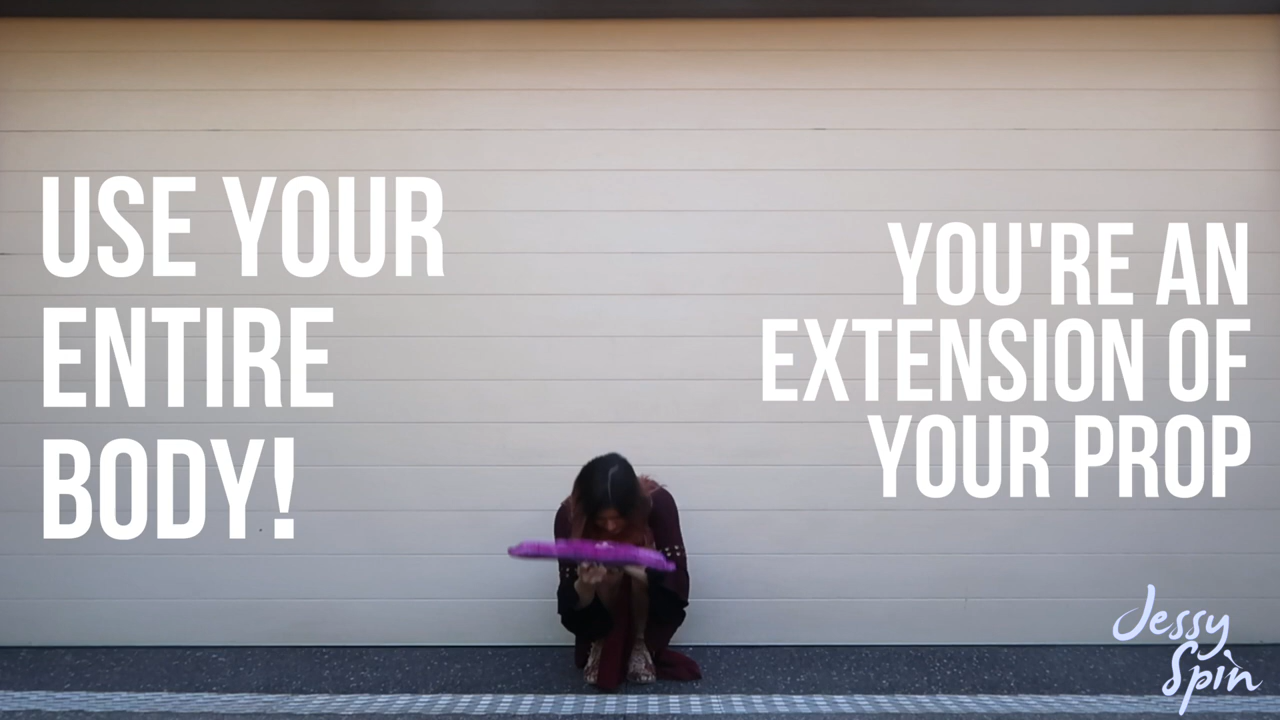 USE YOUR
ENTIRE
BODY!
YOU'RE AN
EXTENSION OF
YOUR PROP
Jessy
Spin